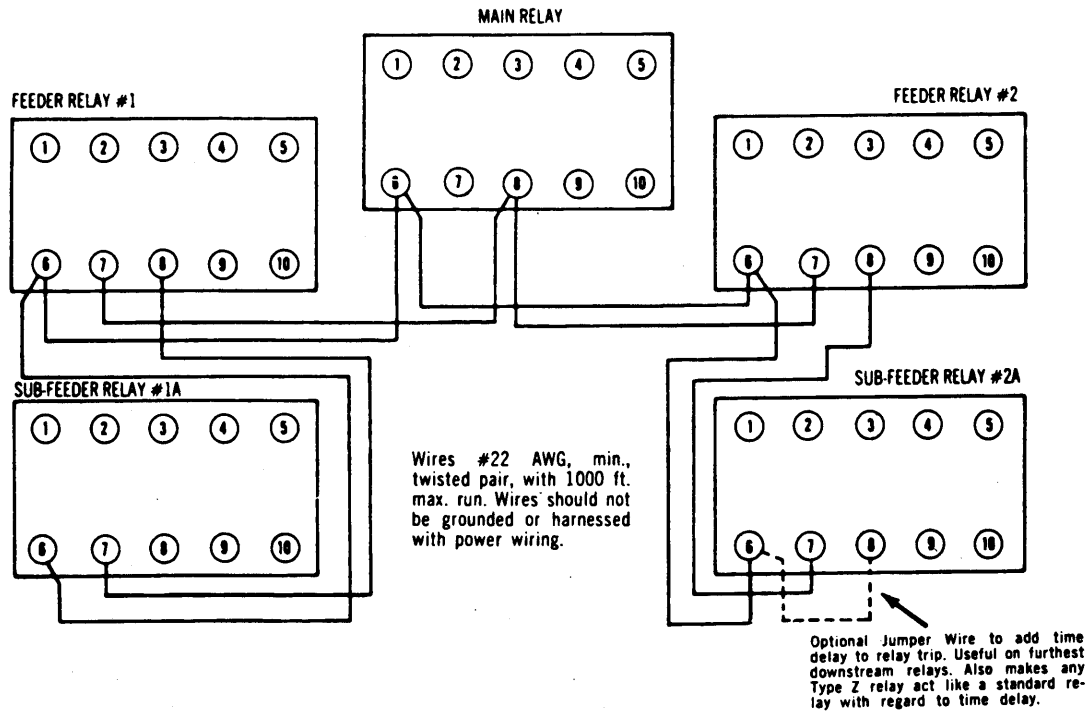 MAIN RELAY
1 2 3 4 5
6 7 8 9 10
FEEDER RELAY #1
1 2 3 4 5
6 7 8 9 10
FEEDER RELAY #2
1 2 3 4 5
6 7 8 9 10
SUB-FEEDER RELAY #1A
1 2 3 4 5
6 7 8 9 10
SUB-FEEDER RELAY #2A
1 2 3 4 5
6 7 8 9 10
Wires #22 AWG, min.,
twisted pair, with 1000 ft.
max. run. Wires should not
be grounded or harnessed
with power wiring.
Optional Jumper Wire to add time
delay to relay trip. Useful on furthest
downstream relays. Also makes any
Type Z relay act like a standard re-
lay with regard to time delay.